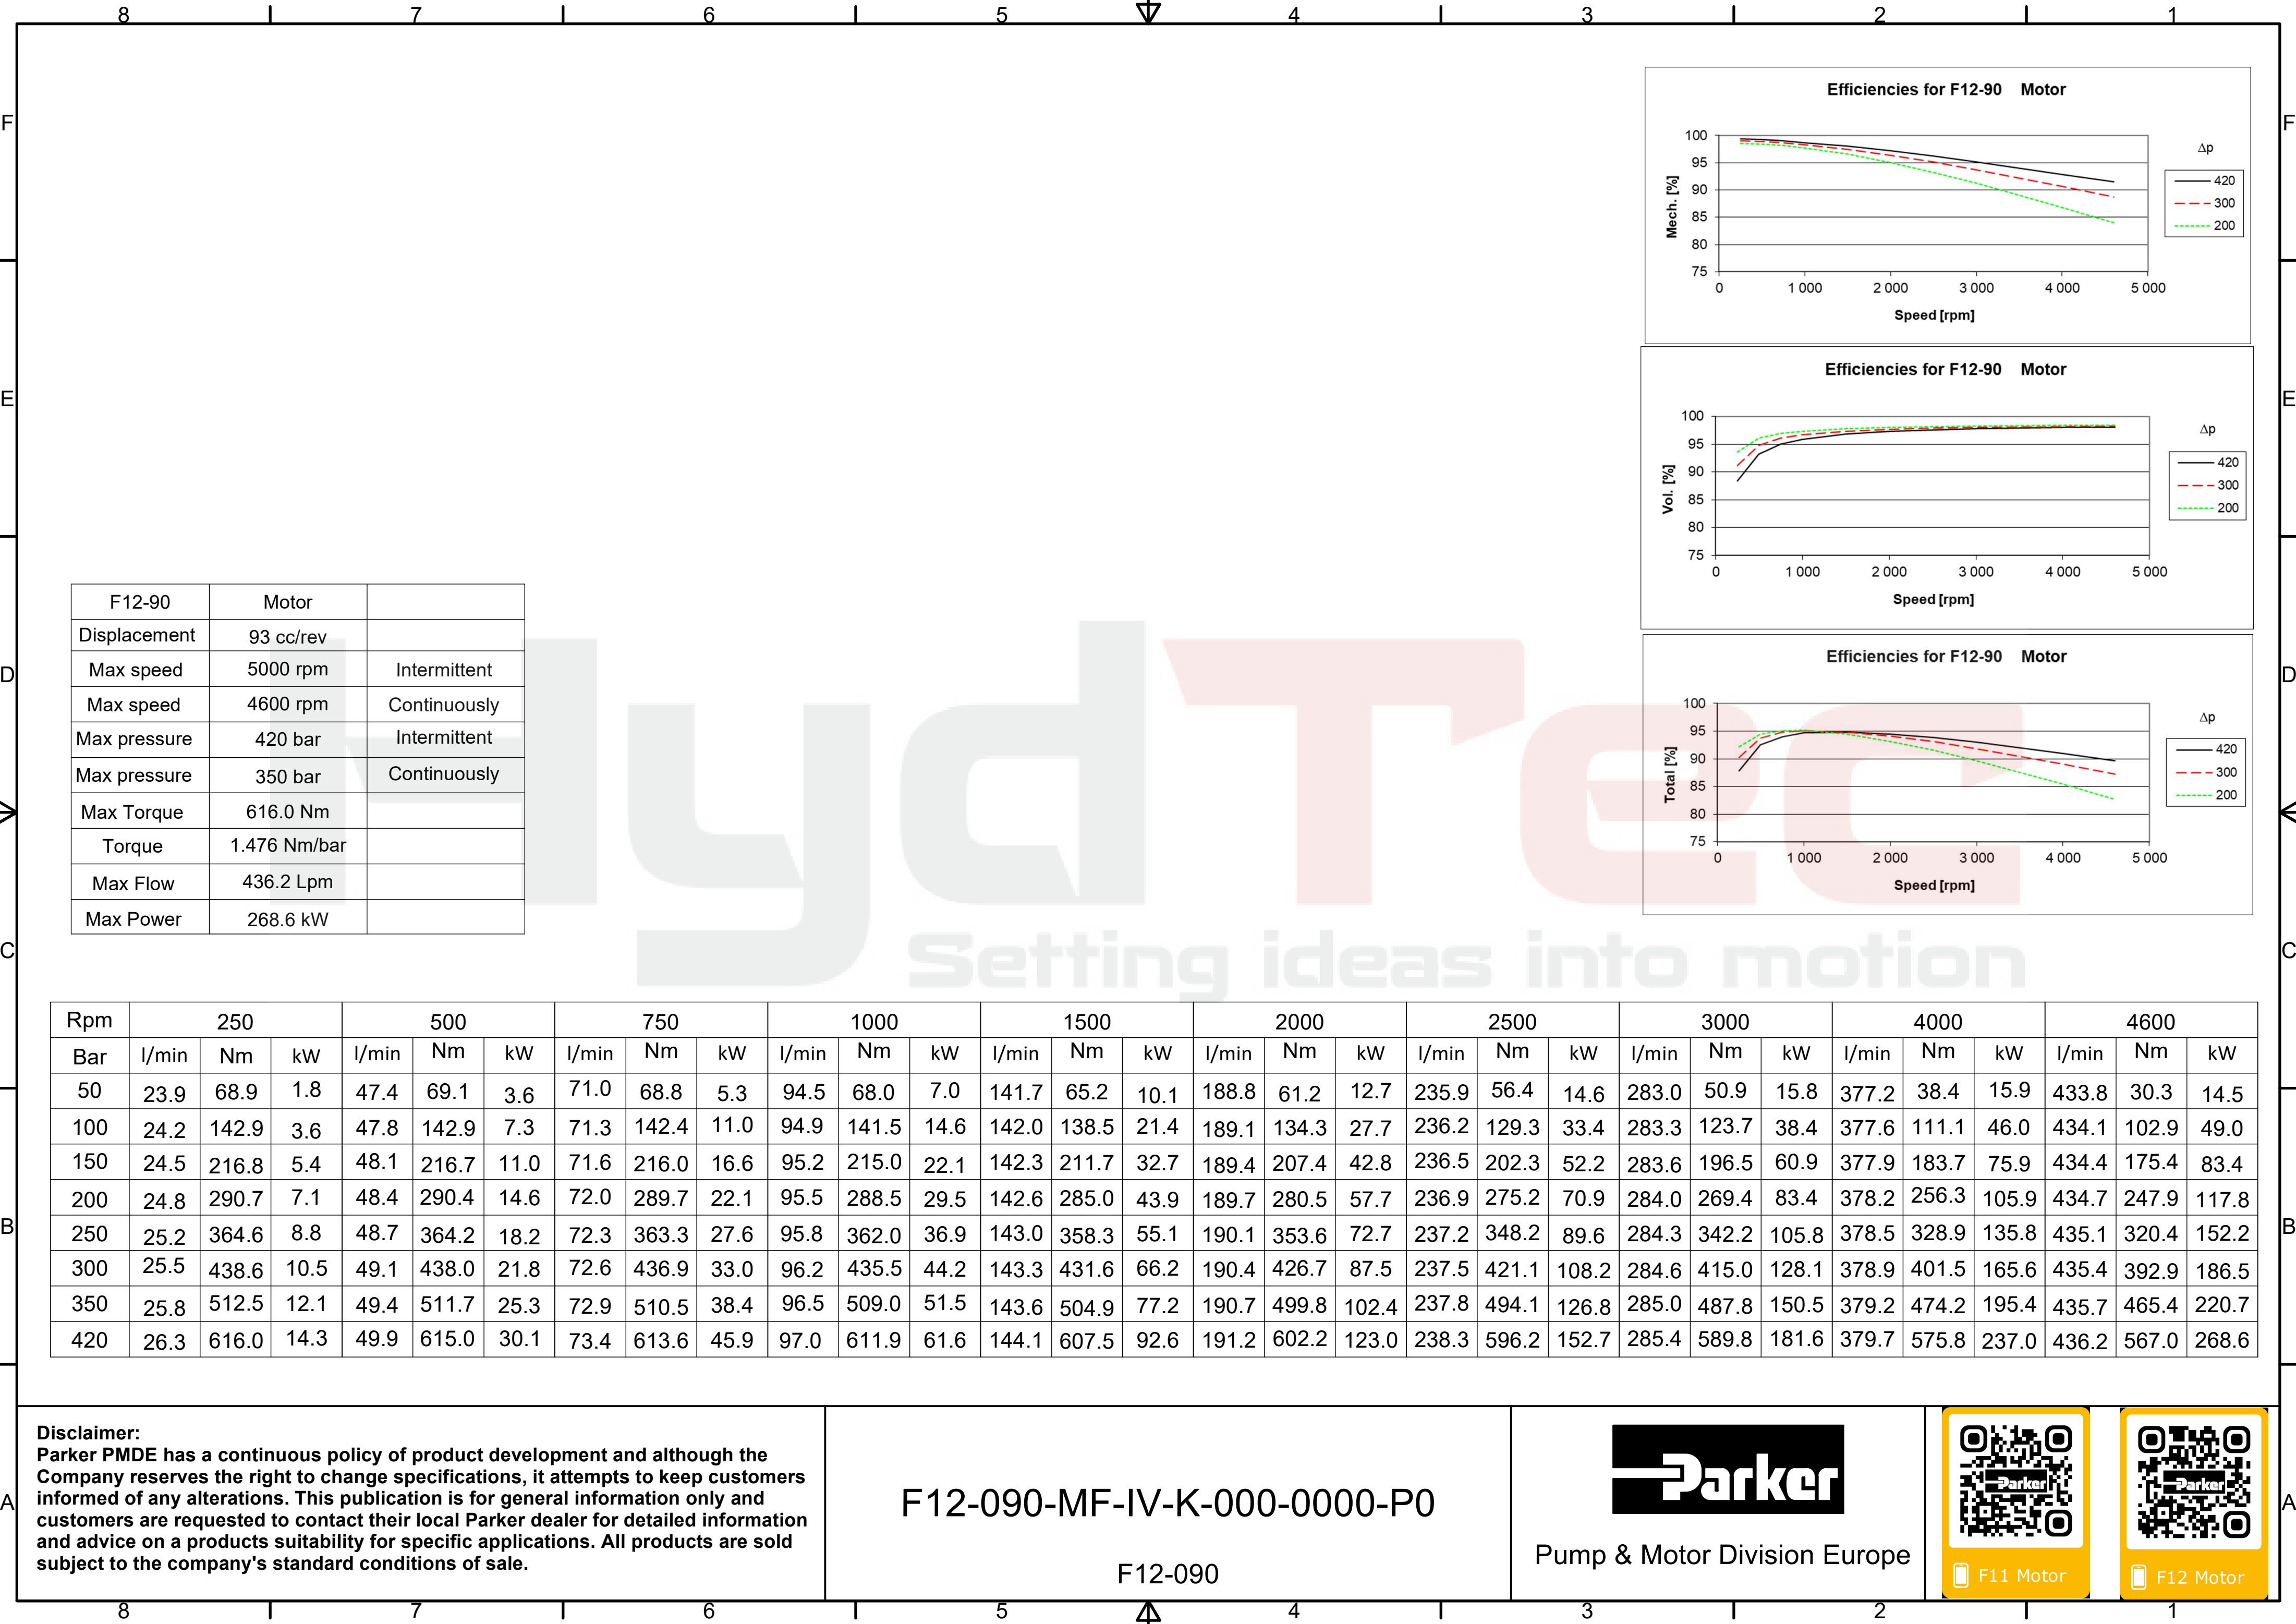 8 7 6 5 4 3 2 1
F F
Efficiencies for F12-90 Motor
Mech. [%]
100
95
90
85
80
75
0 1 000 2 000 3 000 4 000 5 000
Speed [rpm]
Δp
420
300
200
E E
Efficiencies for F12-90 Motor
Vol. [%]
100
95
90
85
80
75
0 1 000 2 000 3 000 4 000 5 000
Speed [rpm]
Δp
420
300
200
D D
Efficiencies for F12-90 Motor
Total [%]
100
95
90
85
80
75
0 1 000 2 000 3 000 4 000 5 000
Speed [rpm]
Δp
420
300
200
F12-90 Motor
Displacement 93 cc/rev
Max speed 5000 rpm Intermittent
Max speed 4600 rpm Continuously
Max pressure 420 bar Intermittent
Max pressure 350 bar Continuously
Max Torque 616.0 Nm
Torque 1.476 Nm/bar
Max Flow 436.2 Lpm
Max Power 268.6 kW
HydTec
Setting ideas into motion
C C
Rpm 250 500 750 1000 1500 2000 2500 3000 4000 4600
Bar l/min Nm kW l/min Nm kW l/min Nm kW l/min Nm kW l/min Nm kW l/min Nm kW l/min Nm kW l/min Nm kW l/min Nm kW l/min Nm kW
50 23.9 68.9 1.8 47.4 69.1 3.6 71.0 68.8 5.3 94.5 68.0 7.0 141.7 65.2 10.1 188.8 61.2 12.7 235.9 56.4 14.6 283.0 50.9 15.8 377.2 38.4 15.9 433.8 30.3 14.5
100 24.2 142.9 3.6 47.8 142.9 7.3 71.3 142.4 11.0 94.9 141.5 14.6 142.0 138.5 21.4 189.1 134.3 27.7 236.2 129.3 33.4 283.3 123.7 38.4 377.6 111.1 46.0 434.1 102.9 49.0
150 24.5 216.8 5.4 48.1 216.7 11.0 71.6 216.0 16.6 95.2 215.0 22.1 142.3 211.7 32.7 189.4 207.4 42.8 236.5 202.3 52.2 283.6 196.5 60.9 377.9 183.7 75.9 434.4 175.4 83.4
200 24.8 290.7 7.1 48.4 290.4 14.6 72.0 289.7 22.1 95.5 288.5 29.5 142.6 285.0 43.9 189.7 280.5 57.7 236.9 275.2 70.9 284.0 269.4 83.4 378.2 256.3 105.9 434.7 247.9 117.8
250 25.2 364.6 8.8 48.7 364.2 18.2 72.3 363.3 27.6 95.8 362.0 36.9 143.0 358.3 55.1 190.1 353.6 72.7 237.2 348.2 89.6 284.3 342.2 105.8 378.5 328.9 135.8 435.1 320.4 152.2
300 25.5 438.6 10.5 49.1 438.0 21.8 72.6 436.9 33.0 96.2 435.5 44.2 143.3 431.6 66.2 190.4 426.7 87.5 237.5 421.1 108.2 284.6 415.0 128.1 378.9 401.5 165.6 435.4 392.9 186.5
350 25.8 512.5 12.1 49.4 511.7 25.3 72.9 510.5 38.4 96.5 509.0 51.5 143.6 504.9 77.2 190.7 499.8 102.4 237.8 494.1 126.8 285.0 487.8 150.5 379.2 474.2 195.4 435.7 465.4 220.7
420 26.3 616.0 14.3 49.9 615.0 30.1 73.4 613.6 45.9 97.0 611.9 61.6 144.1 607.5 92.6 191.2 602.2 123.0 238.3 596.2 152.7 285.4 589.8 181.6 379.7 575.8 237.0 436.2 567.0 268.6
B B
A A
Disclaimer:
Parker PMDE has a continuous policy of product development and although the
Company reserves the right to change specifications, it attempts to keep customers
informed of any alterations. This publication is for general information only and
customers are requested to contact their local Parker dealer for detailed information
and advice on a products suitability for specific applications. All products are sold
subject to the company's standard conditions of sale.
F12-090-MF-IV-K-000-0000-P0
F12-090
Parker
Pump & Motor Division Europe
Parker
F11 Motor
Parker
F12 Motor
8 7 6 5 4 3 2 1